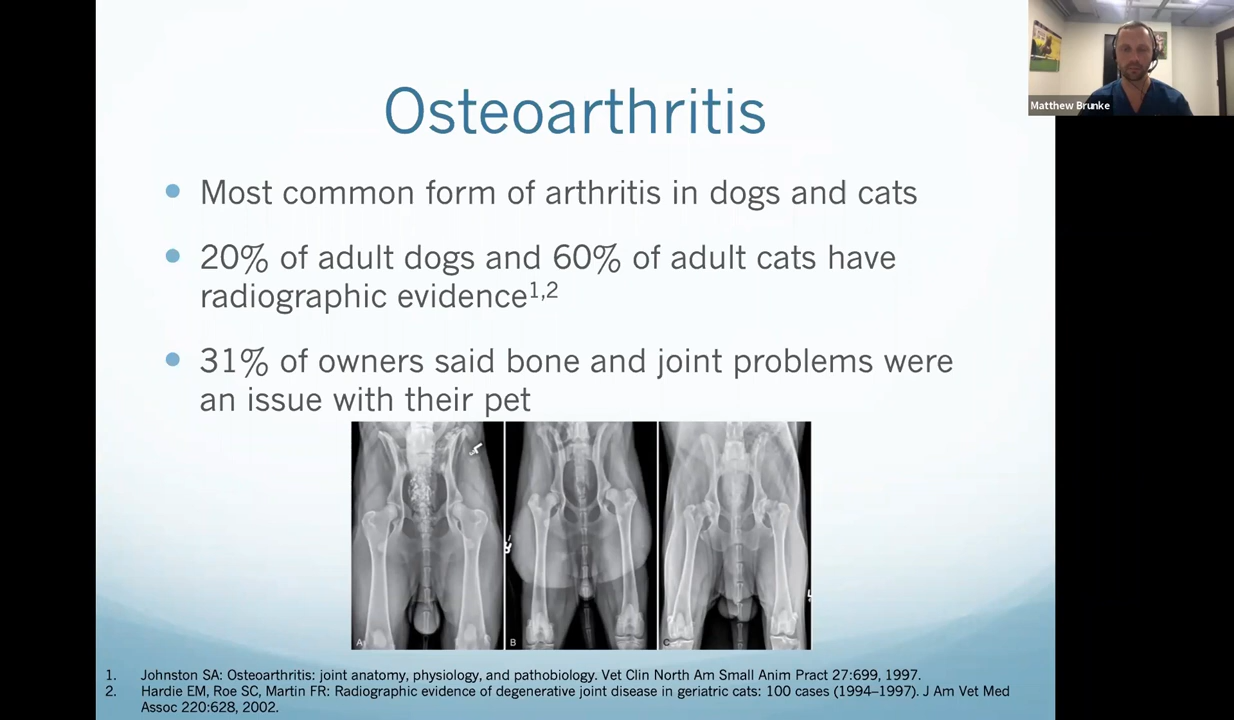 Osteoarthritis
Matthew Brunke
Most common form of arthritis in dogs and cats
20% of adult dogs and 60% of adult cats have
radiographic evidence1,2
31% of owners said bone and joint problems were
an issue with their pet
A
B
C
1. Johnston SA: Osteoarthritis: joint anatomy, physiology, and pathobiology. Vet Clin North Am Small Anim Pract 27:699, 1997.
2. Hardie EM, Roe SC, Martin FR: Radiographic evidence of degenerative joint disease in geriatric cats: 100 cases (1994–1997). J Am Vet Med
Assoc 220:628, 2002.